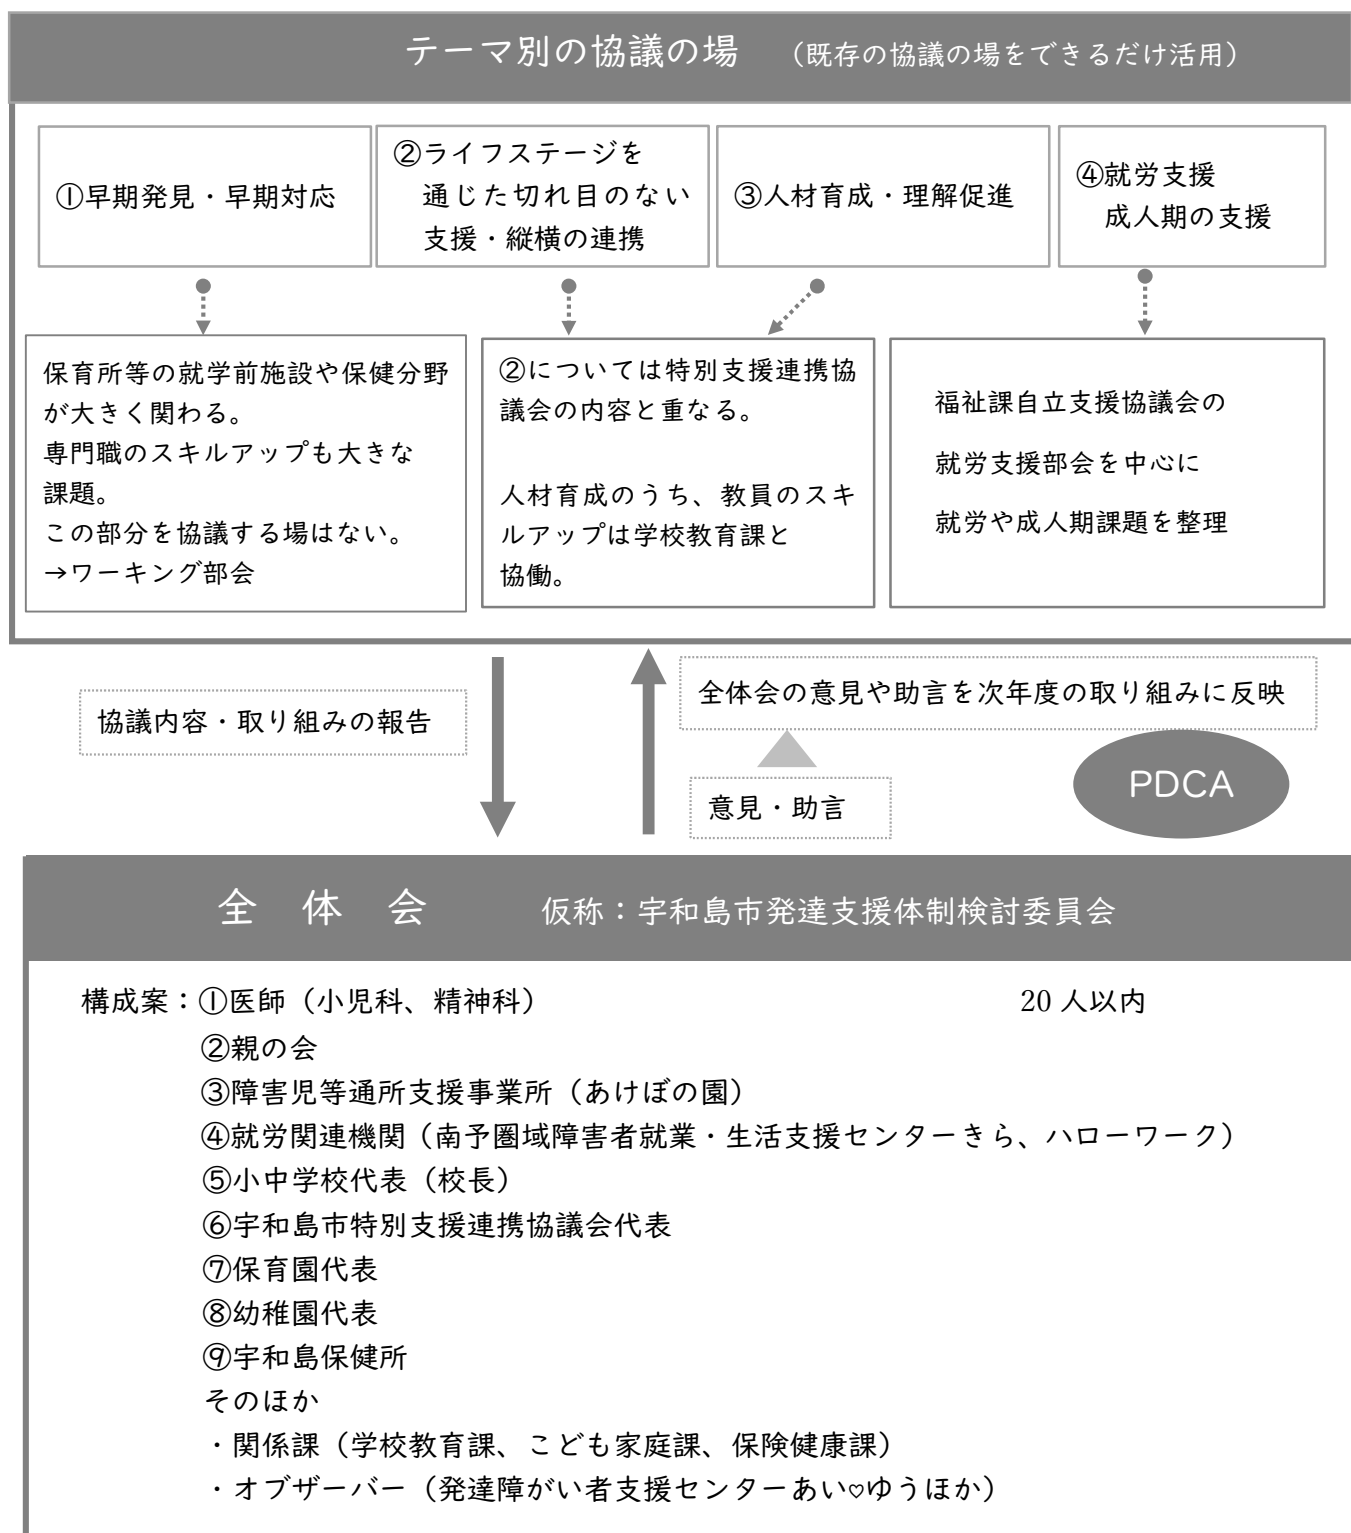 テーマ別の協議の場 （既存の協議の場をできるだけ活用）
①早期発見・早期対応
②ライフステージを
通じた切れ目のない
支援・縦横の連携
③人材育成・理解促進
④就労支援
成人期の支援
保育所等の就学前施設や保健分野
が大きく関わる。
専門職のスキルアップも大きな
課題。
この部分を協議する場はない。
→ワーキング部会
②については特別支援連携協
議会の内容と重なる。
人材育成のうち、教員のスキ
ルアップは学校教育課と
協働。
福祉課自立支援協議会の
就労支援部会を中心に
就労や成人期課題を整理
協議内容・取り組みの報告
全体会の意見や助言を次年度の取り組みに反映
意見・助言
PDCA
全 体 会 仮称：宇和島市発達支援体制検討委員会
構成案：①医師（小児科、精神科） 20 人以内
②親の会
③障害児等通所支援事業所（あけぼの園）
④就労関連機関（南予圏域障害者就業・生活支援センターきら、ハローワーク）
⑤小中学校代表（校長）
⑥宇和島市特別支援連携協議会代表
⑦保育園代表
⑧幼稚園代表
⑨宇和島保健所
そのほか
・関係課（学校教育課、こども家庭課、保険健康課）
・オブザーバー（発達障がい者支援センターあい♡ゆうほか）